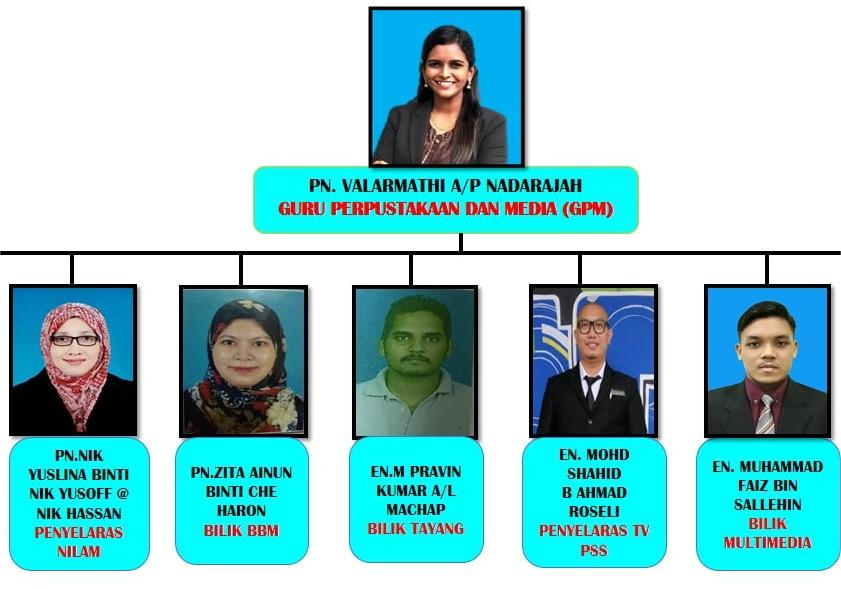 PN. VALARMATHI A/P NADARAJAH
GURU PERPUSTAKAAN DAN MEDIA (GPM)
PN.NIK
YUSLINA BINTI
NIK YUSOFF @
NIK HASSAN
PENYELARAS
NILAM
PN.ZITA AINUN
BINTI CHE
HARON
BILIK BBM
EN.M PRAVIN
KUMAR A/L
MACHAP
BILIK TAYANG
EN. MOHD
SHAHID
B AHMAD
ROSELI
PENYELARAS TV
PSS
EN. MUHAMMAD
FAIZ BIN
SALLEHIN
BILIK
MULTIMEDIA